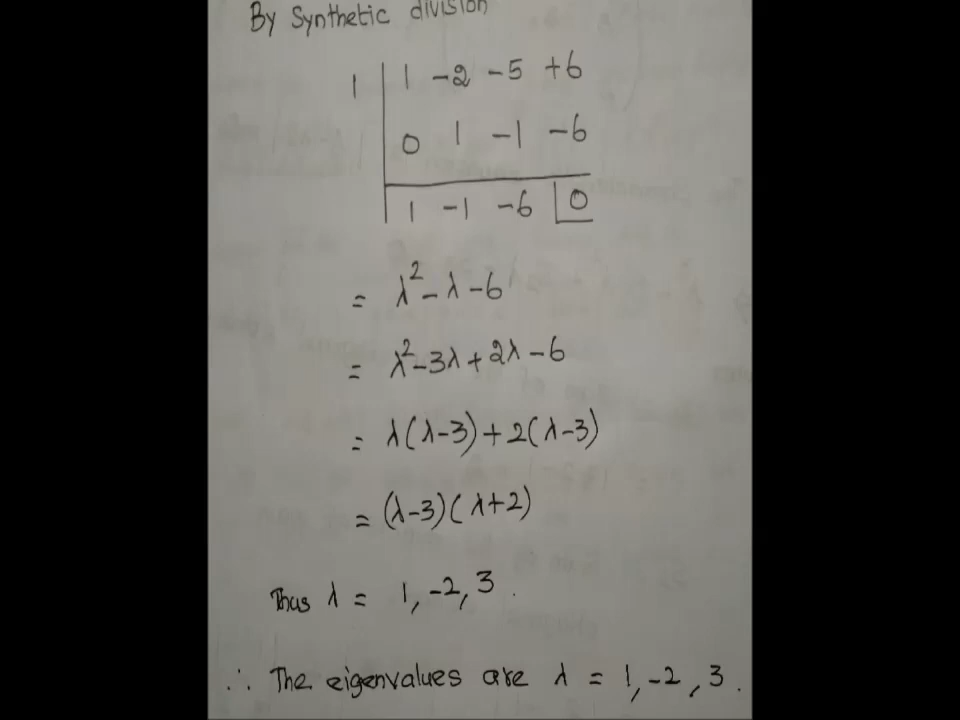 By Synthetic division
1 | 1 -2 -5 +6
0 1 -1 -6
1 -1 -6 0
= λ² - λ - 6
= λ² - 3λ + 2λ - 6
= λ(λ-3) + 2(λ-3)
= (λ-3)(λ+2)
Thus λ = 1, -2, 3.
∴ The eigenvalues are λ = 1, -2, 3.